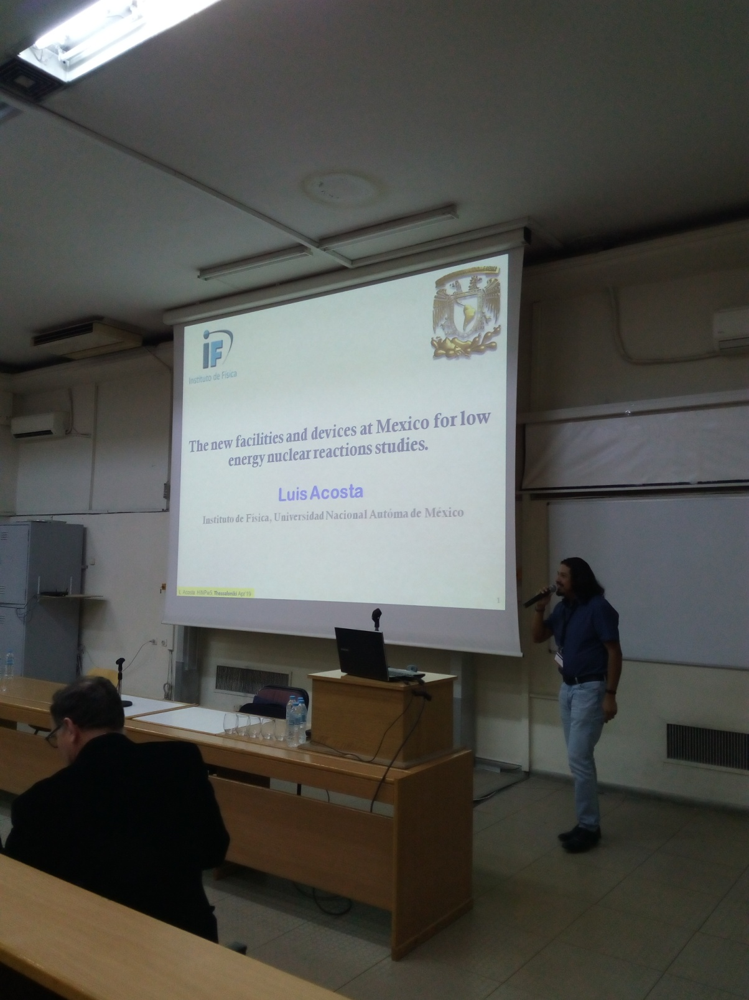 iF
Instituto de Física
The new facilities and devices at Mexico for low
energy nuclear reactions studies.
Luis Acosta
Instituto de Física, Universidad Nacional Autóma de México
L. Acosta HiNPw5 Thessaloniki Apr'19
1